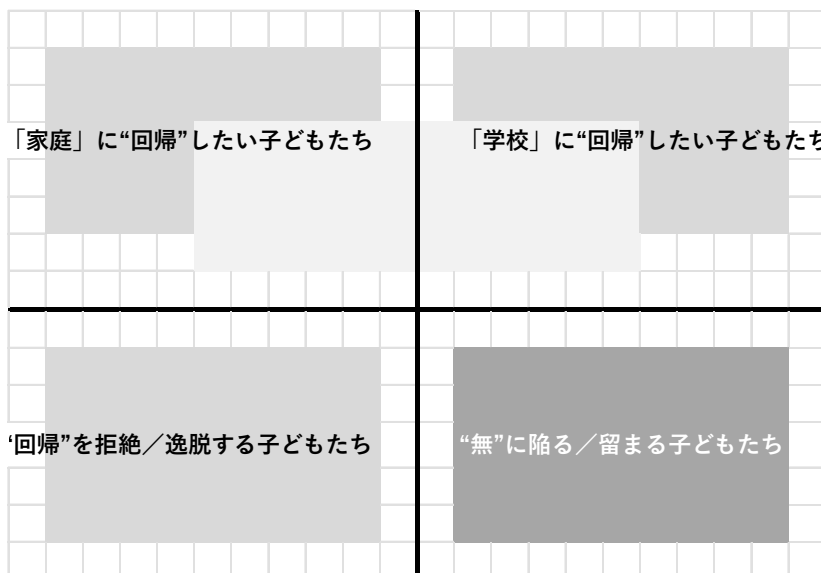 「家庭」に“回帰”したい子どもたち
「学校」に“回帰”したい子どもたち
“回帰”を拒絶／逸脱する子どもたち
“無”に陥る／留まる子どもたち